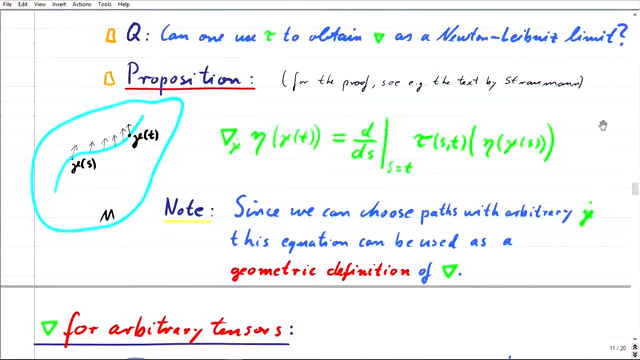 File Edit View Insert Actions Tools Help
Q: Can one use τ to obtain ∇ as a Newton-Leibniz limit?
Proposition: (for the proof, see e.g. the text by Straumann)
γ(t)
γ(s)
M
∇_γ̇ η(γ(t)) = d/ds |_{s=t} τ(s,t)(η(γ(s)))
Note: Since we can choose paths with arbitrary γ̇
this equation can be used as a
geometric definition of ∇.
∇ for arbitrary tensors:
11 / 20